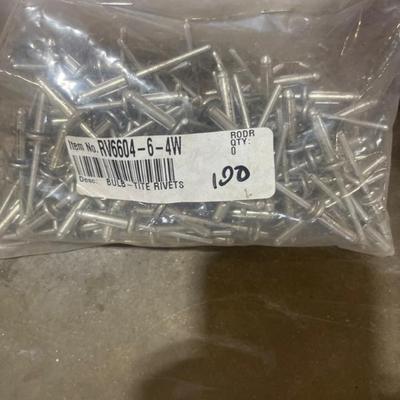 Item No. RV6604-6-4W
RODR
QTY:
0
Desc: BULB-TITE RIVETS
100